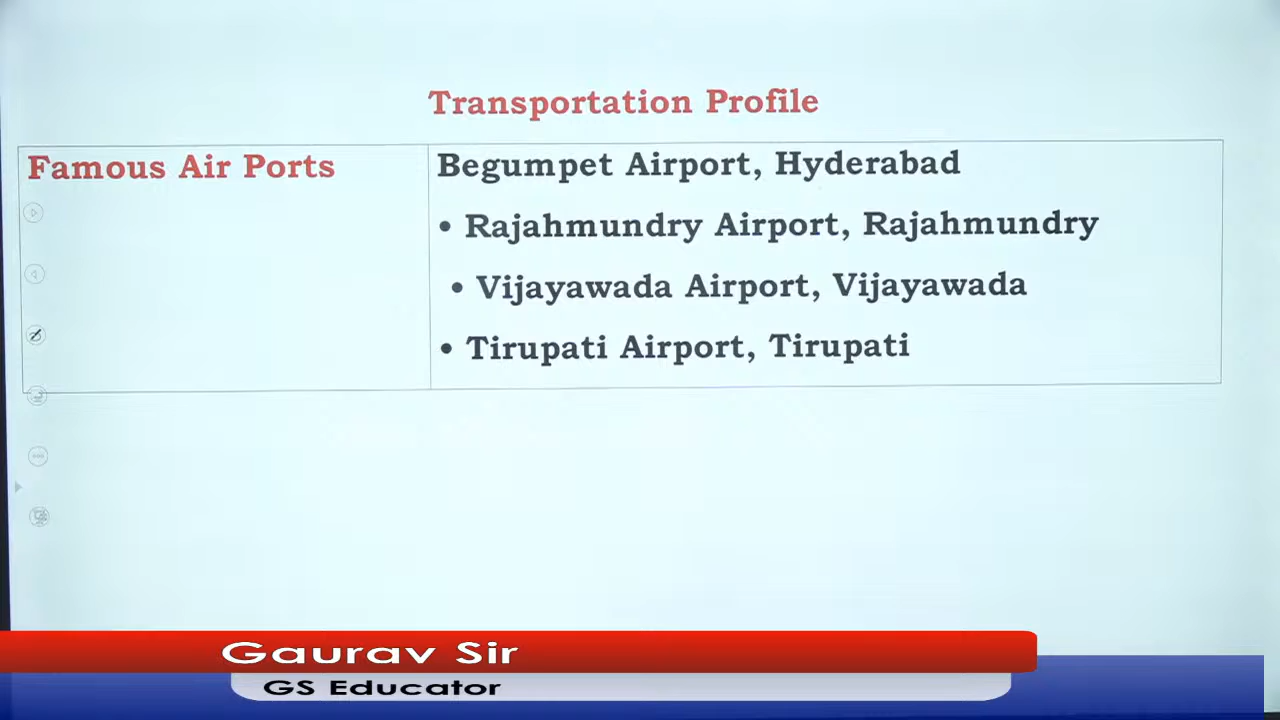 Transportation Profile
Famous Air Ports
Begumpet Airport, Hyderabad
• Rajahmundry Airport, Rajahmundry
• Vijayawada Airport, Vijayawada
• Tirupati Airport, Tirupati
Gaurav Sir
GS Educator